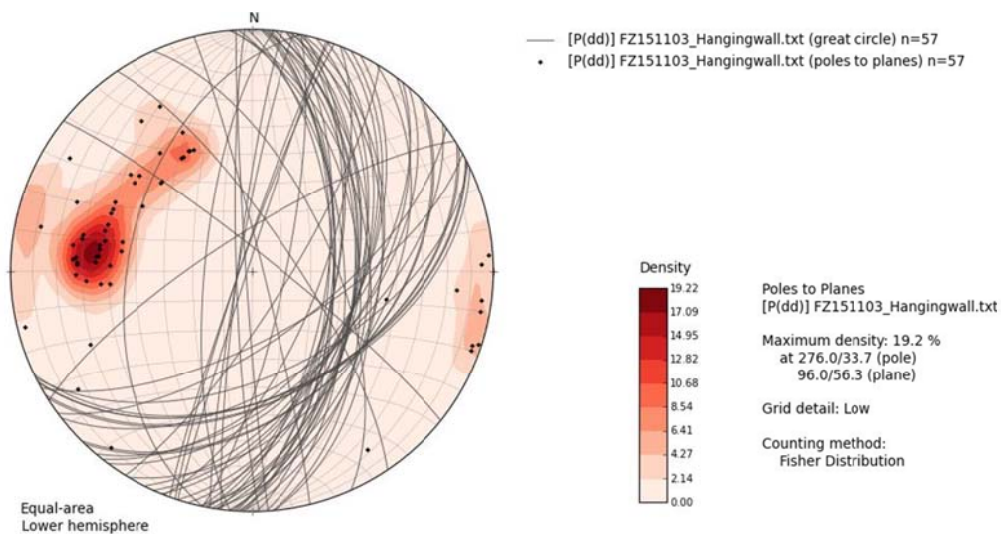 N
[P(dd)] FZ151103_Hangingwall.txt (great circle) n=57
[P(dd)] FZ151103_Hangingwall.txt (poles to planes) n=57
Equal-area
Lower hemisphere
Density
19.22
17.09
14.95
12.82
10.68
8.54
6.41
4.27
2.14
0.00
Poles to Planes
[P(dd)] FZ151103_Hangingwall.txt
Maximum density: 19.2 %
at 276.0/33.7 (pole)
96.0/56.3 (plane)
Grid detail: Low
Counting method:
Fisher Distribution